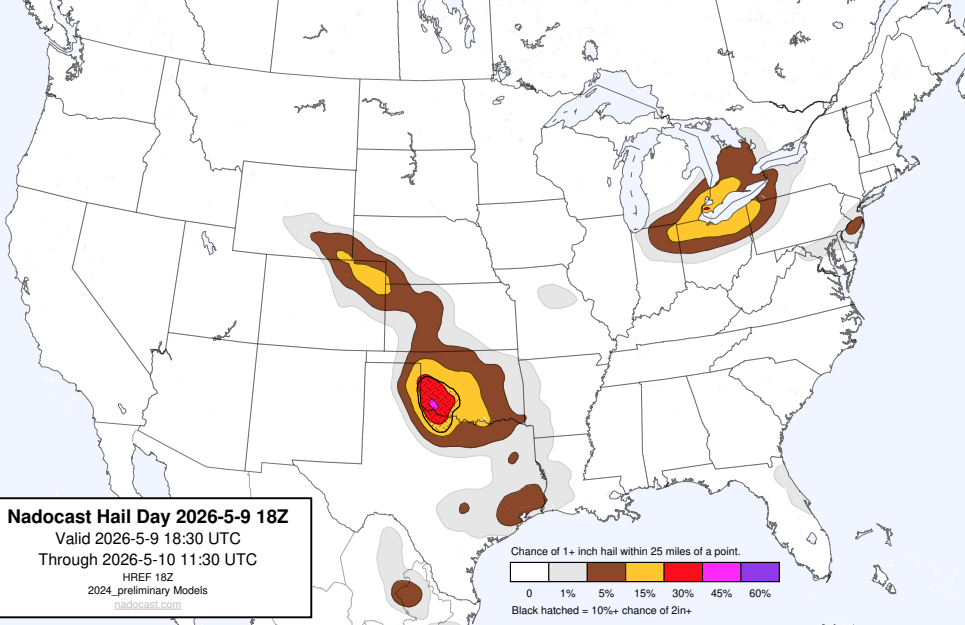 Nadocast Hail Day 2026-5-9 18Z
Valid 2026-5-9 18:30 UTC
Through 2026-5-10 11:30 UTC
HREF 18Z
2024_preliminary Models
nadocast.com
Chance of 1+ inch hail within 25 miles of a point.
0 1% 5% 15% 30% 45% 60%
Black hatched = 10%+ chance of 2in+